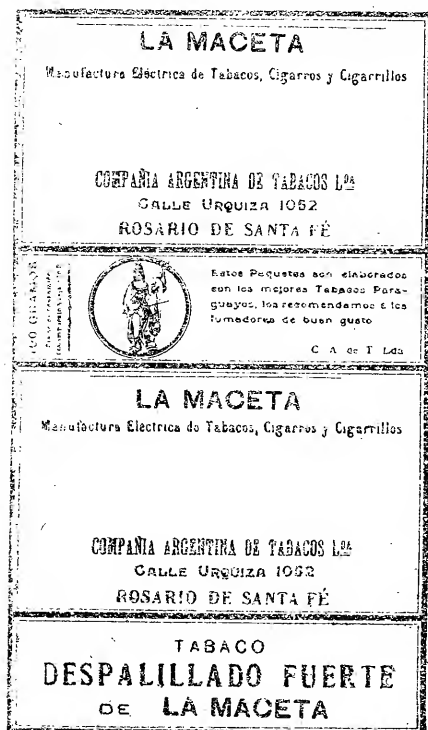 LA MACETA
Manufactura Eléctrica de Tabacos, Cigarros y Cigarrillos
COMPAÑIA ARGENTINA DE TABACOS Lᵈᵃ
CALLE URQUIZA 1052
ROSARIO DE SANTA FÉ
100 GRAMOS
Estos Paquetes son elaborados
con los mejores Tabacos Para-
guayos, los recomendamos á los
fumadores de buen gusto
C. A. de T. Lda
LA MACETA
Manufactura Eléctrica de Tabacos, Cigarros y Cigarrillos
COMPAÑIA ARGENTINA DE TABACOS Lᵈᵃ
CALLE URQUIZA 1052
ROSARIO DE SANTA FÉ
TABACO
DESPALILLADO FUERTE
DE LA MACETA